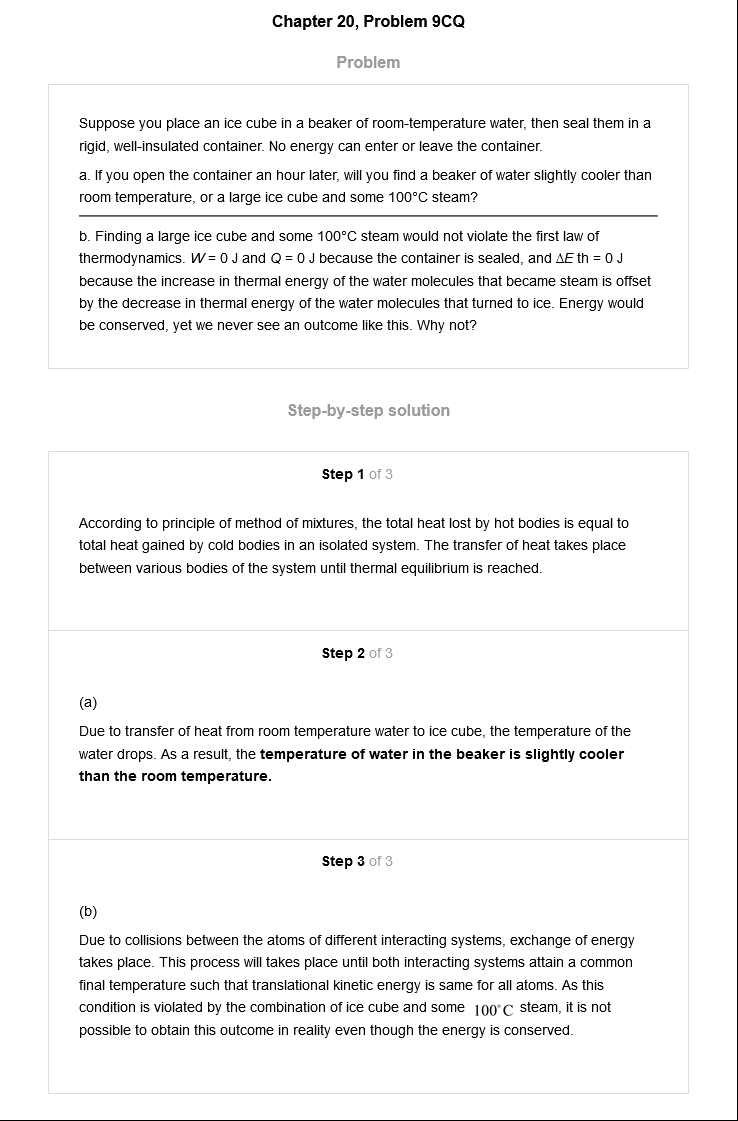 Chapter 20, Problem 9CQ
Problem
Suppose you place an ice cube in a beaker of room-temperature water, then seal them in a
rigid, well-insulated container. No energy can enter or leave the container.
a. If you open the container an hour later, will you find a beaker of water slightly cooler than
room temperature, or a large ice cube and some 100°C steam?
b. Finding a large ice cube and some 100°C steam would not violate the first law of
thermodynamics. W = 0 J and Q = 0 J because the container is sealed, and ΔE th = 0 J
because the increase in thermal energy of the water molecules that became steam is offset
by the decrease in thermal energy of the water molecules that turned to ice. Energy would
be conserved, yet we never see an outcome like this. Why not?
Step-by-step solution
Step 1 of 3
According to principle of method of mixtures, the total heat lost by hot bodies is equal to
total heat gained by cold bodies in an isolated system. The transfer of heat takes place
between various bodies of the system until thermal equilibrium is reached.
Step 2 of 3
(a)
Due to transfer of heat from room temperature water to ice cube, the temperature of the
water drops. As a result, the temperature of water in the beaker is slightly cooler
than the room temperature.
Step 3 of 3
(b)
Due to collisions between the atoms of different interacting systems, exchange of energy
takes place. This process will takes place until both interacting systems attain a common
final temperature such that translational kinetic energy is same for all atoms. As this
condition is violated by the combination of ice cube and some 100°C steam, it is not
possible to obtain this outcome in reality even though the energy is conserved.